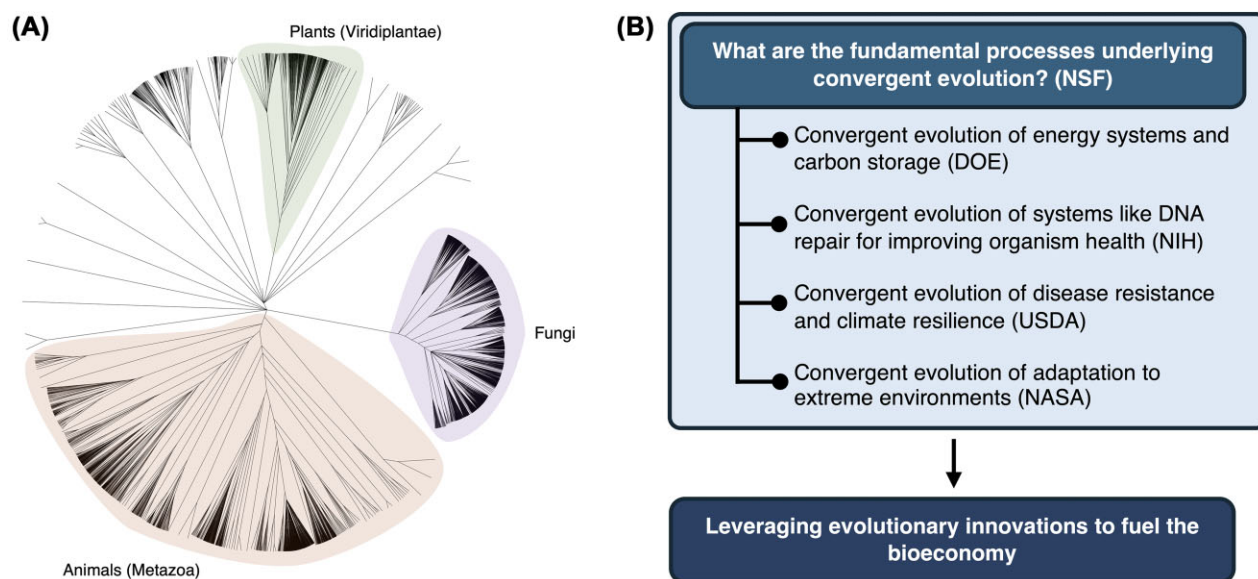 (A)
Plants (Viridiplantae)
Fungi
Animals (Metazoa)
(B)
What are the fundamental processes underlying
convergent evolution? (NSF)
Convergent evolution of energy systems and
carbon storage (DOE)
Convergent evolution of systems like DNA
repair for improving organism health (NIH)
Convergent evolution of disease resistance
and climate resilience (USDA)
Convergent evolution of adaptation to
extreme environments (NASA)
Leveraging evolutionary innovations to fuel the
bioeconomy